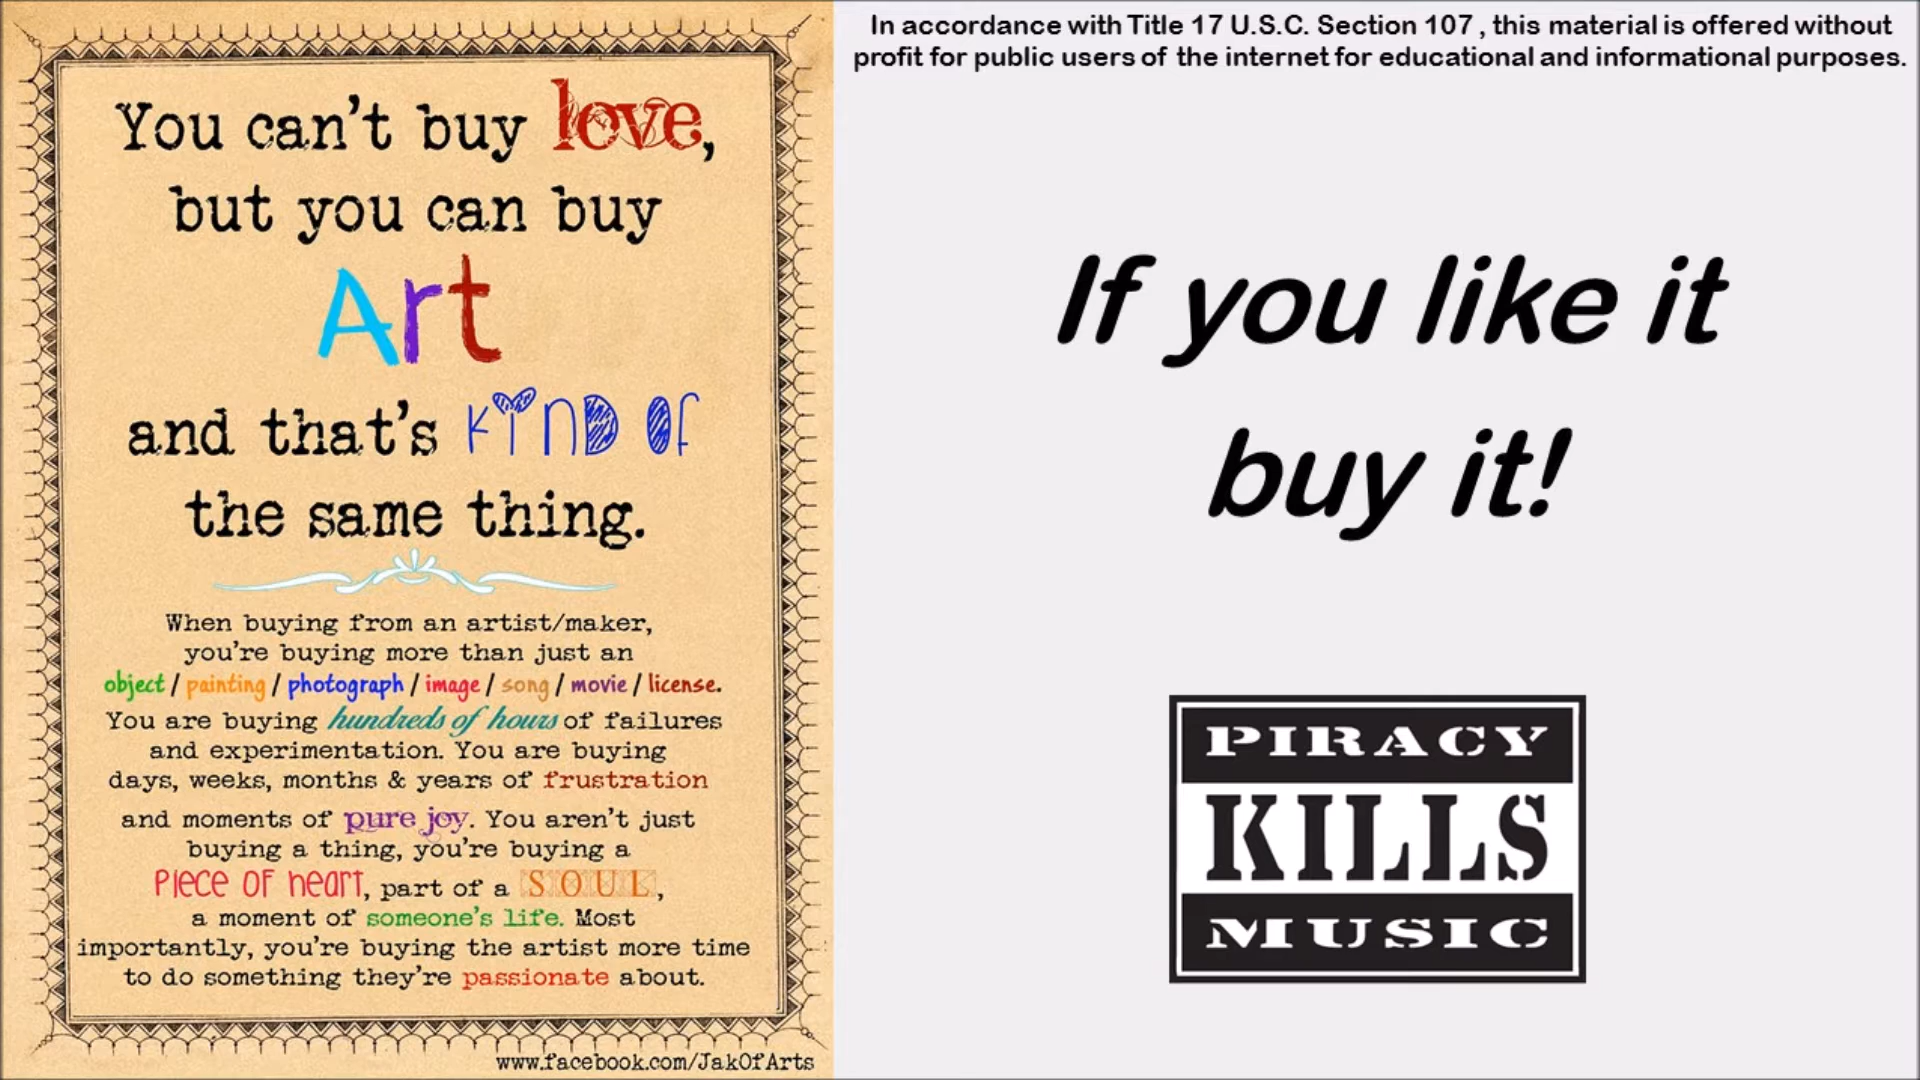 You can't buy love,
but you can buy
Art
and that's KIND OF
the same thing.
When buying from an artist/maker,
you're buying more than just an
object / painting / photograph / image / song / movie / license.
You are buying hundreds of hours of failures
and experimentation. You are buying
days, weeks, months & years of frustration
and moments of pure joy. You aren't just
buying a thing, you're buying a
PIECE OF heart, part of a SOUL,
a moment of someone's life. Most
importantly, you're buying the artist more time
to do something they're passionate about.
www.facebook.com/JakOfArts
In accordance with Title 17 U.S.C. Section 107, this material is offered without
profit for public users of the internet for educational and informational purposes.
If you like it
buy it!
PIRACY
KILLS
MUSIC